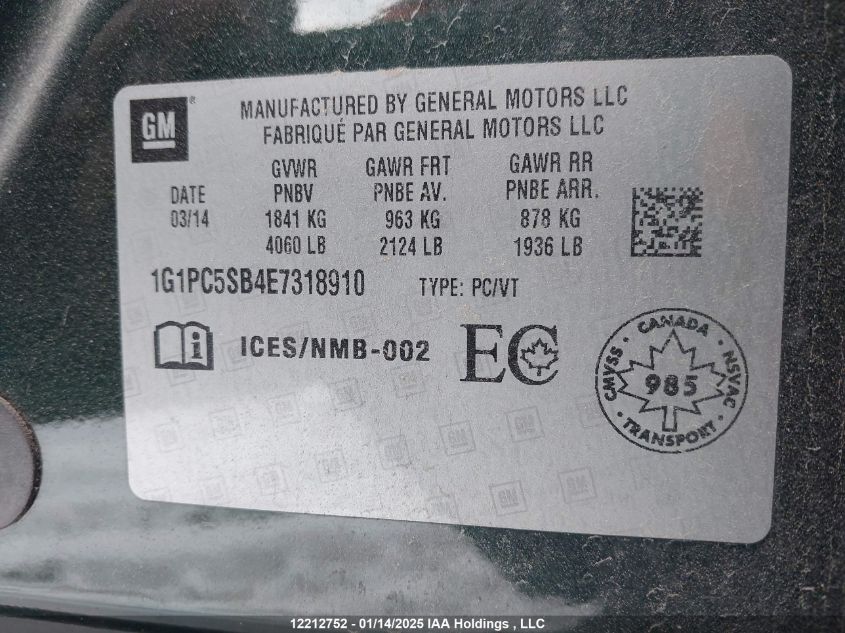 GM
MANUFACTURED BY GENERAL MOTORS LLC
FABRIQUÉ PAR GENERAL MOTORS LLC
DATE
03/14
GVWR
PNBV
1841 KG
4060 LB
GAWR FRT
PNBE AV.
963 KG
2124 LB
GAWR RR
PNBE ARR.
878 KG
1936 LB
1G1PC5SB4E7318910 TYPE: PC/VT
i ICES/NMB-002 EC
CANADA
CMVSS 985 NSVAC
TRANSPORT
12212752 - 01/14/2025 IAA Holdings , LLC